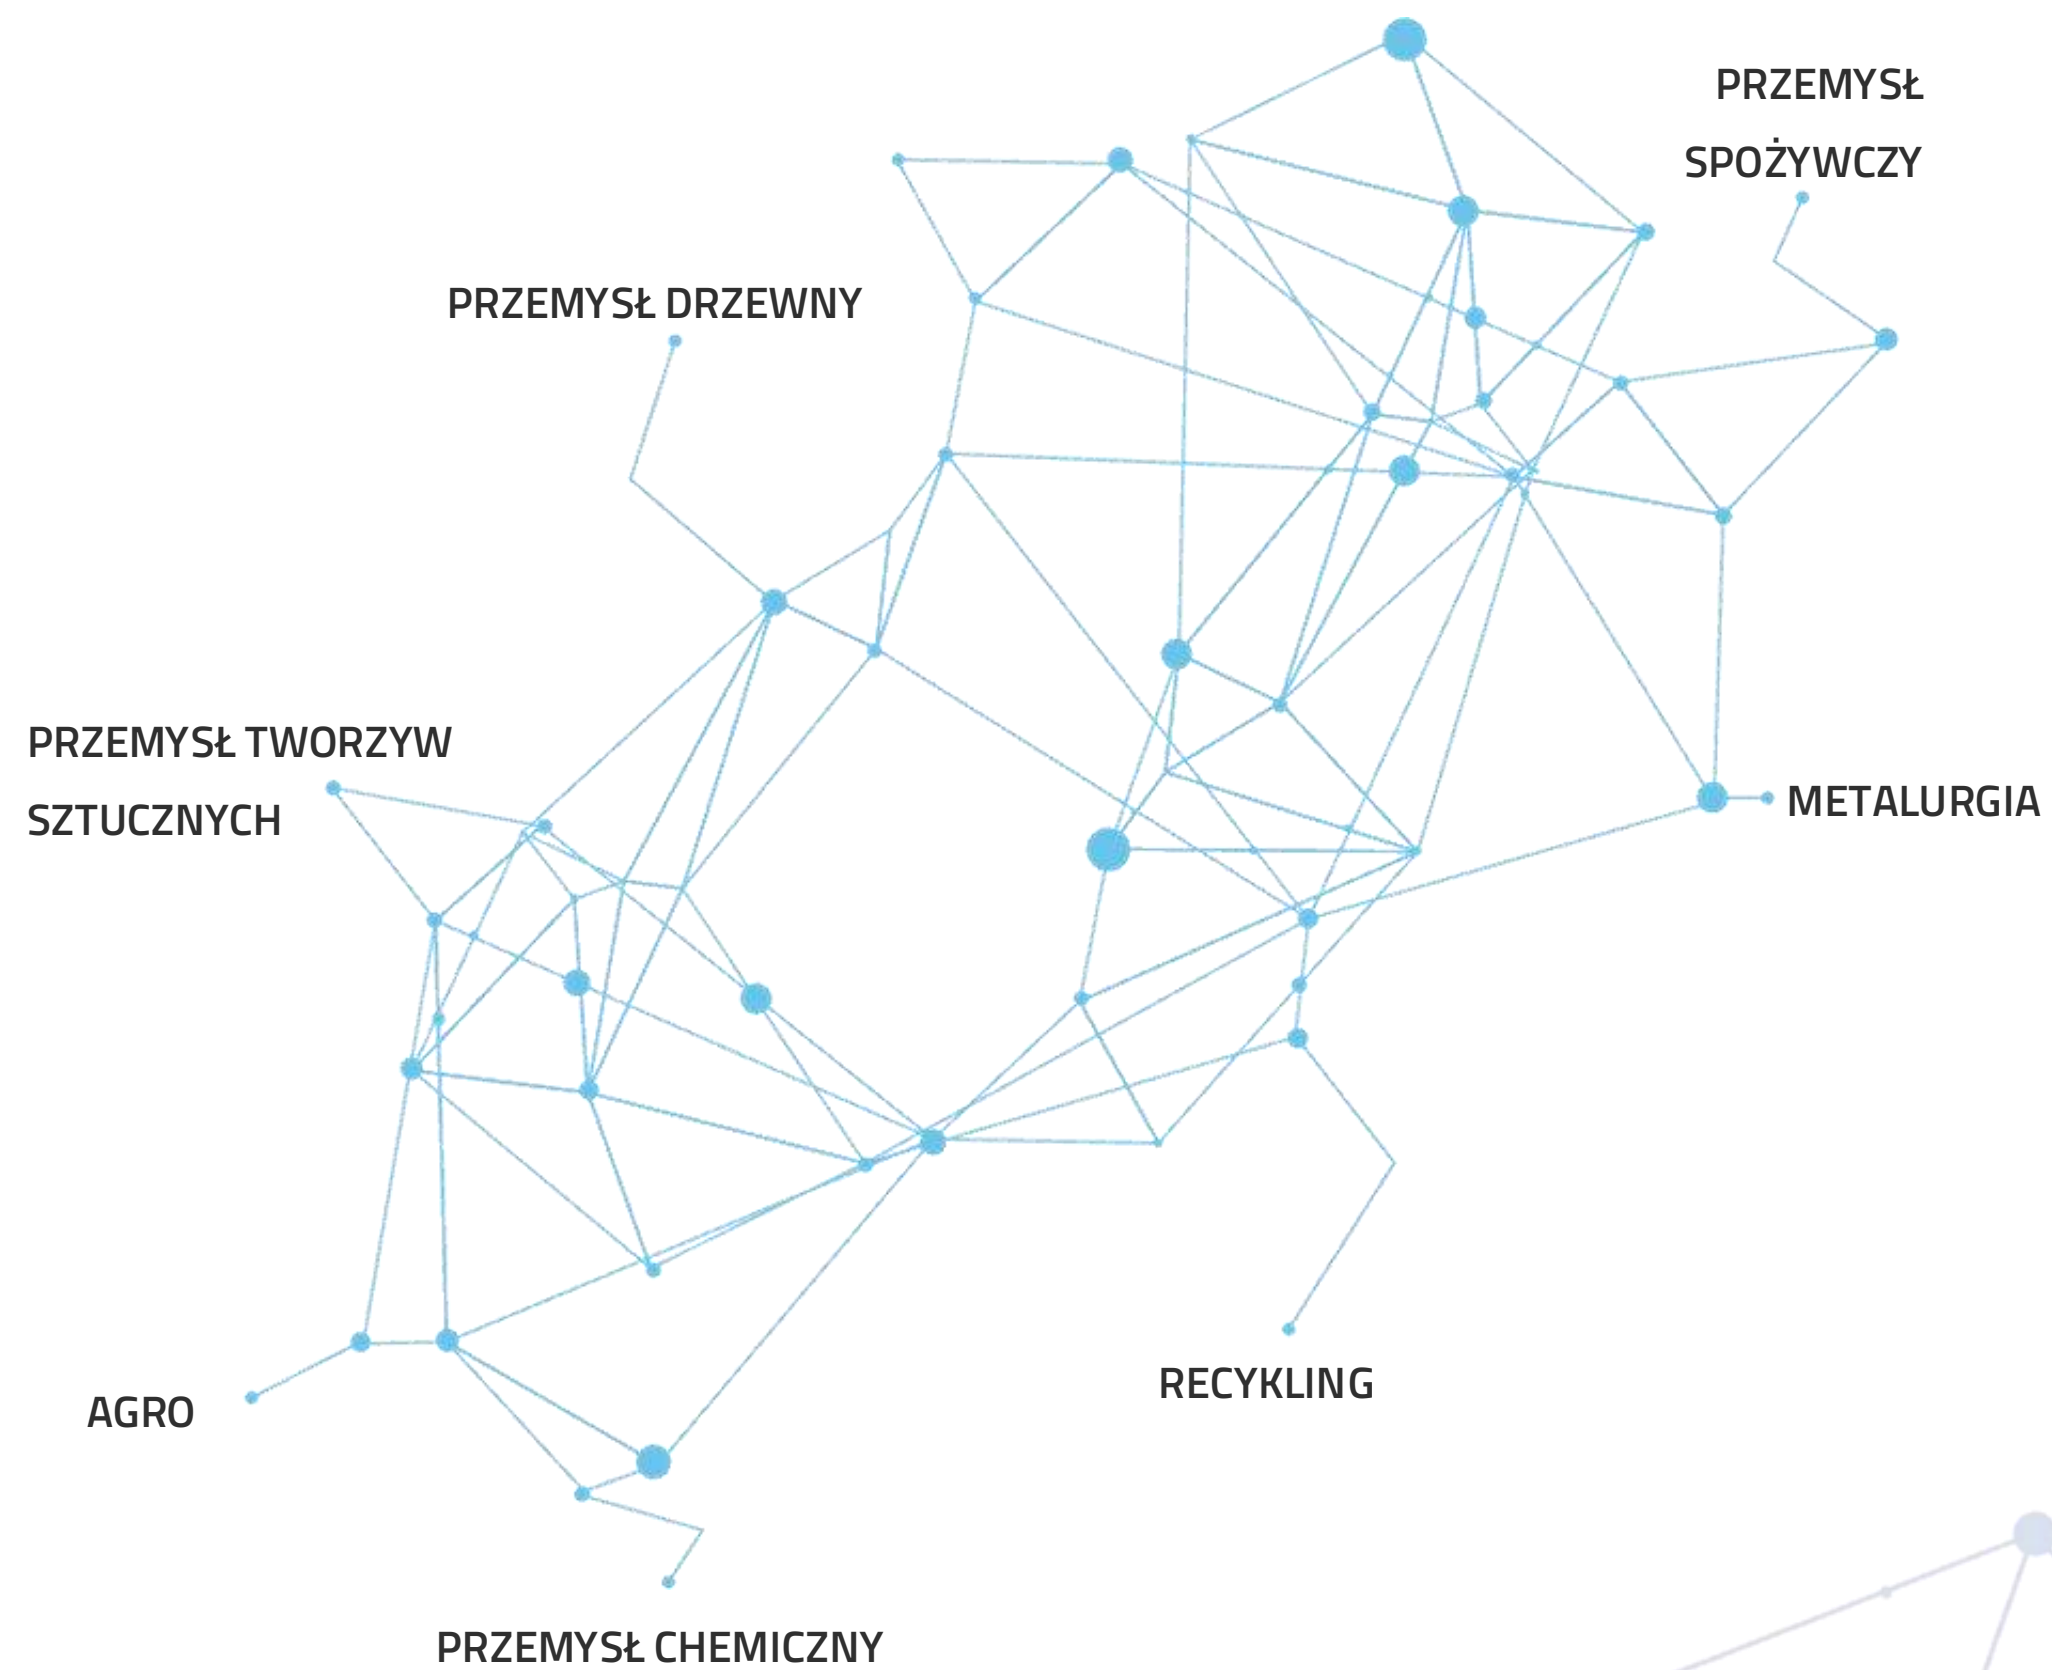 PRZEMYSŁ
SPOŻYWCZY
PRZEMYSŁ DRZEWNY
PRZEMYSŁ TWORZYW
SZTUCZNYCH
METALURGIA
RECYKLING
AGRO
PRZEMYSŁ CHEMICZNY